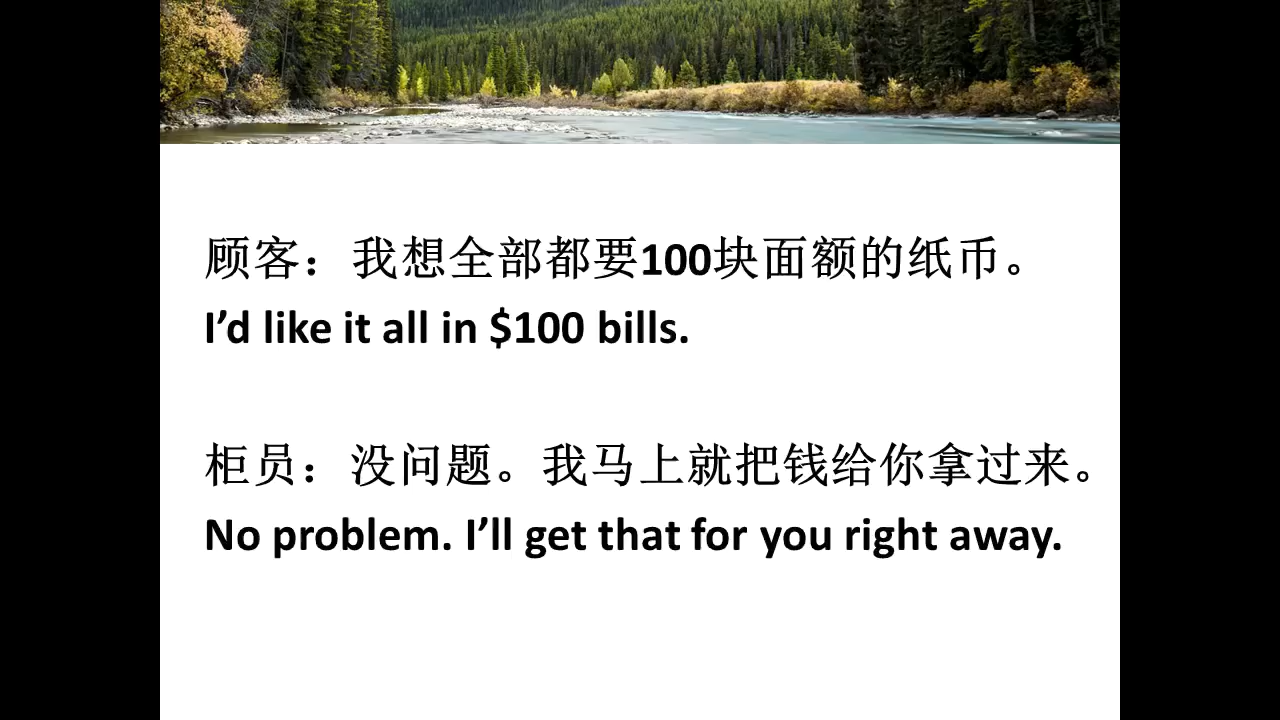 顾客：我想全部都要100块面额的纸币。
I’d like it all in $100 bills.
柜员：没问题。我马上就把钱给你拿过来。
No problem. I’ll get that for you right away.